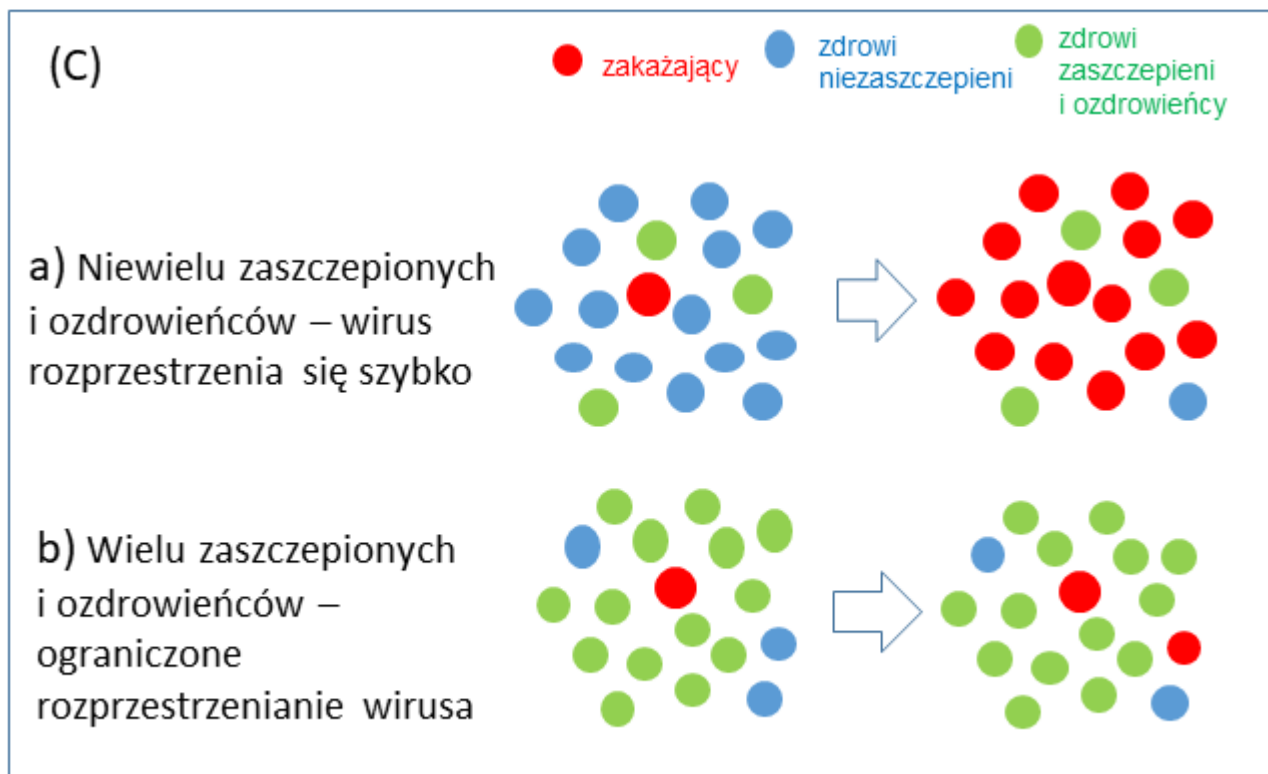 (C)
zakażający
zdrowi
niezaszczepieni
zdrowi
zaszczepieni
i ozdrowieńcy
a) Niewielu zaszczepionych
i ozdrowieńców – wirus
rozprzestrzenia się szybko
b) Wielu zaszczepionych
i ozdrowieńców –
ograniczone
rozprzestrzenianie wirusa